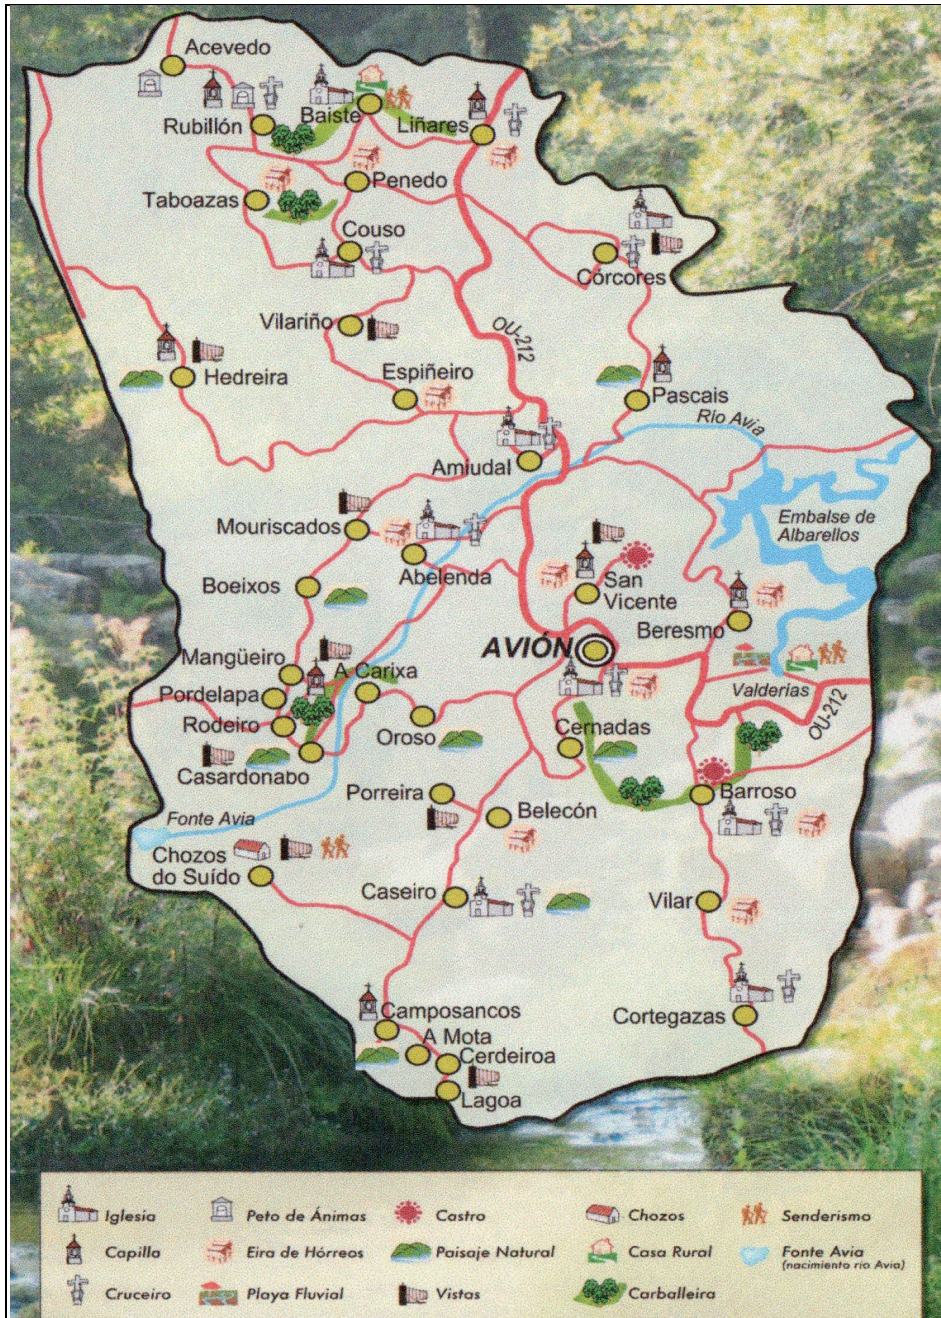 Acevedo
Rubillón
Baiste
Liñares
Taboazas
Penedo
Couso
Córcores
Vilariño
OU-212
Hedreira
Espiñeiro
Pascais
Río Avia
Amiudal
Mouriscados
Embalse de
Albarellos
Abelenda
Boeixos
San
Vicente
Beresmo
AVIÓN
Mangüeiro
A Carixa
Pordelapa
Valderias
Rodeiro
Oroso
Cernadas
OU-212
Casardonabo
Porreira
Barroso
Belecón
Fonte Avia
Chozos
do Suído
Caseiro
Vilar
Camposancos
Cortegazas
A Mota
Cerdeiroa
Lagoa
Iglesia
Peto de Ánimas
Castro
Chozos
Senderismo
Capilla
Eira de Hórreos
Paisaje Natural
Casa Rural
Fonte Avia
(nacimiento río Avia)
Cruceiro
Playa Fluvial
Vistas
Carballeira